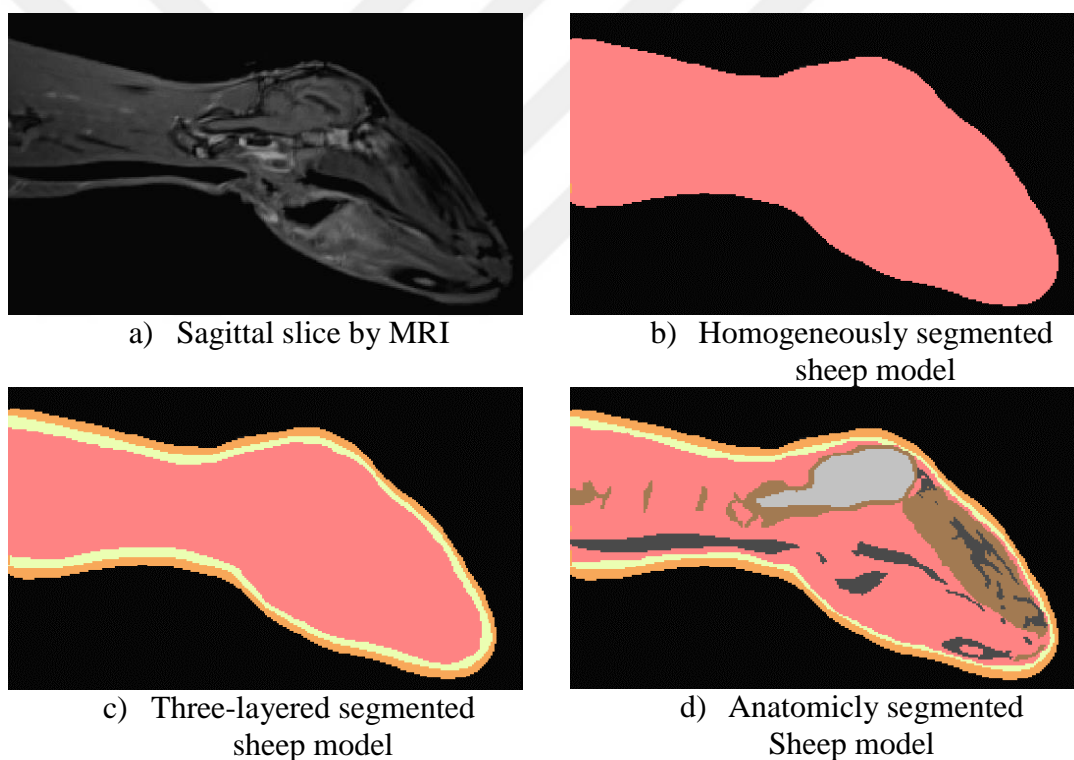 a) Sagittal slice by MRI
b) Homogeneously segmented
sheep model
c) Three-layered segmented
sheep model
d) Anatomicly segmented
Sheep model